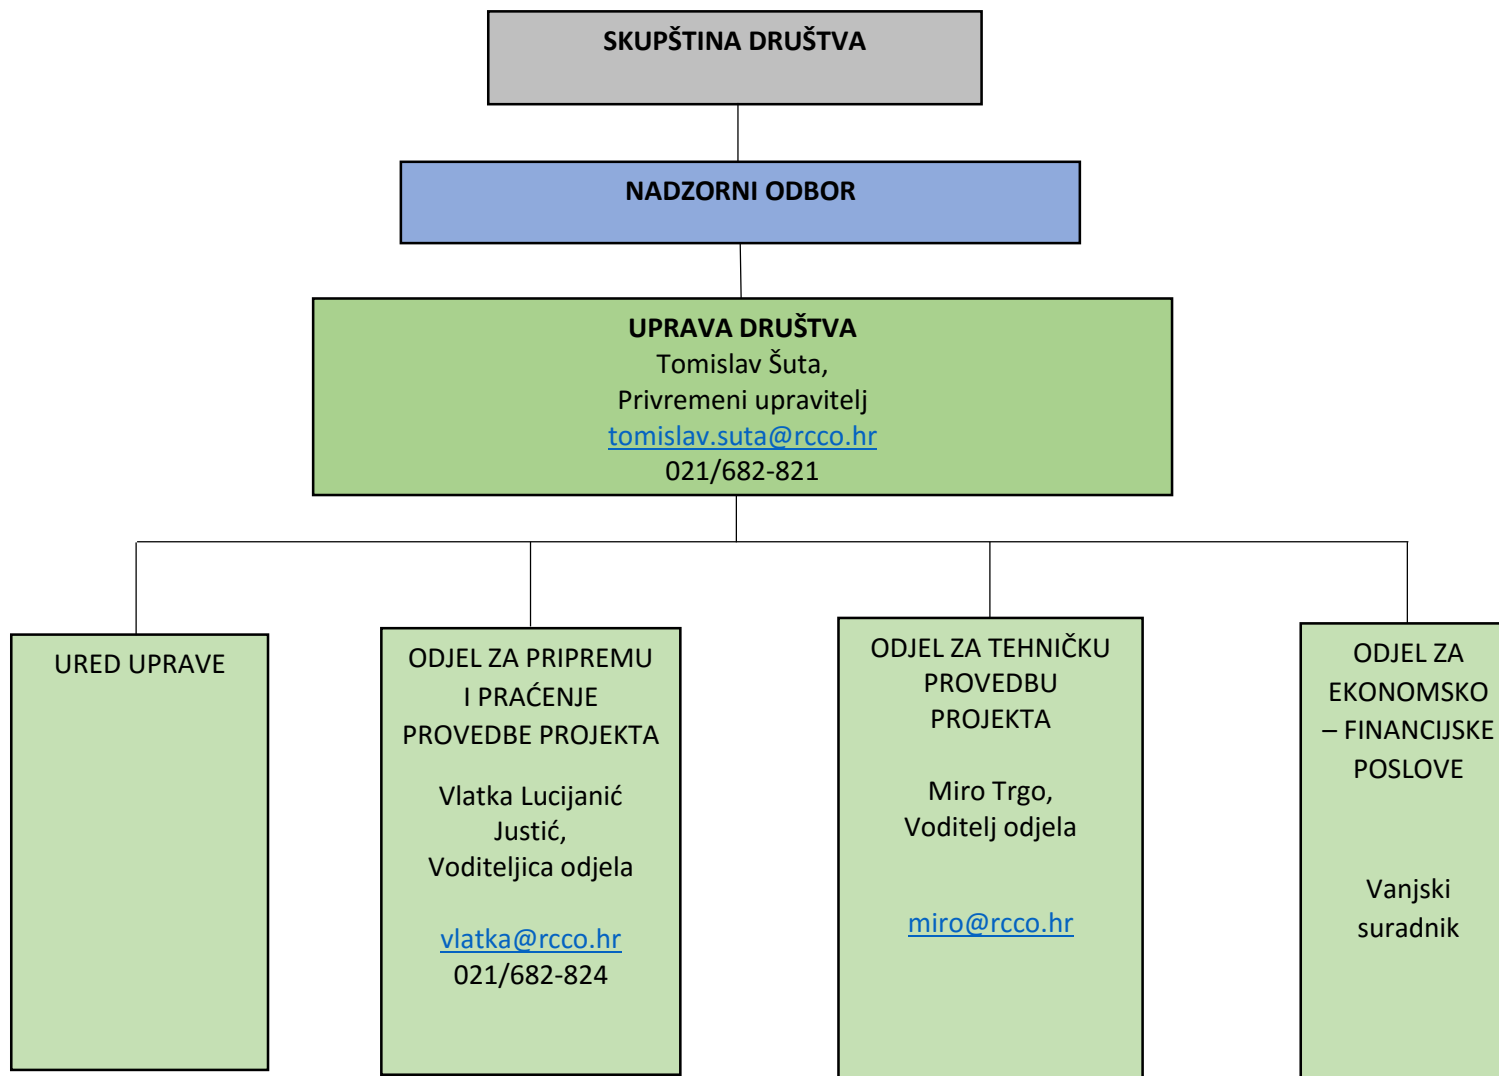 SKUPŠTINA DRUŠTVA
NADZORNI ODBOR
UPRAVA DRUŠTVA
Tomislav Šuta,
Privremeni upravitelj
tomislav.suta@rcco.hr
021/682-821
URED UPRAVE
ODJEL ZA PRIPREMU
I PRAĆENJE
PROVEDBE PROJEKTA
Vlatka Lucijanić
Justić,
Voditeljica odjela
vlatka@rcco.hr
021/682-824
ODJEL ZA TEHNIČKU
PROVEDBU
PROJEKTA
Miro Trgo,
Voditelj odjela
miro@rcco.hr
ODJEL ZA
EKONOMSKO
– FINANCIJSKE
POSLOVE
Vanjski
suradnik